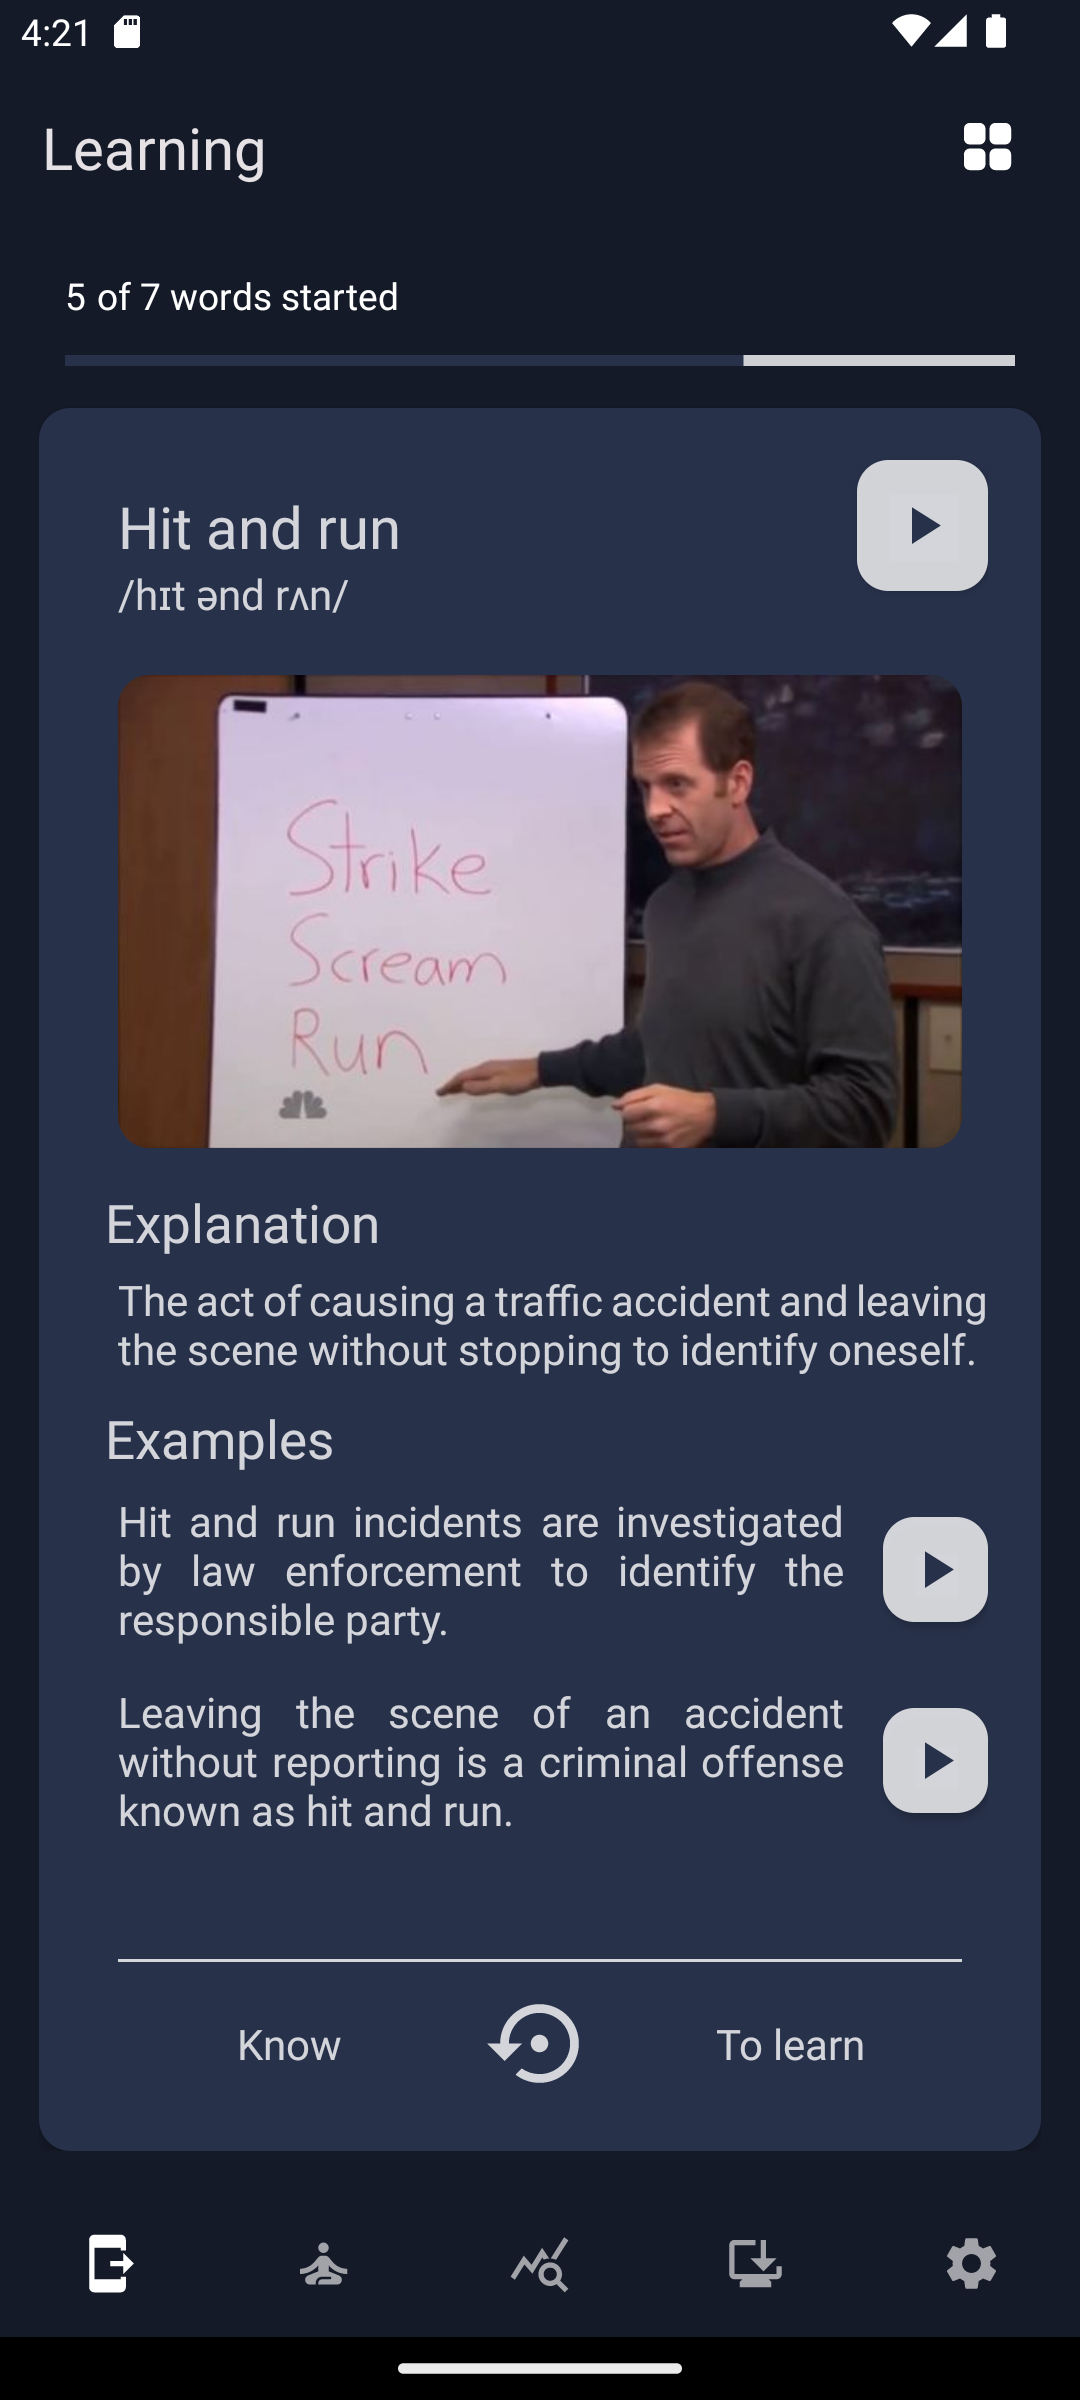 4:21
Learning
5 of 7 words started
Hit and run
/hɪt ənd rʌn/
Strike
Scream
Run
Explanation
The act of causing a traffic accident and leaving
the scene without stopping to identify oneself.
Examples
Hit and run incidents are investigated
by law enforcement to identify the
responsible party.
Leaving the scene of an accident
without reporting is a criminal offense
known as hit and run.
Know
To learn